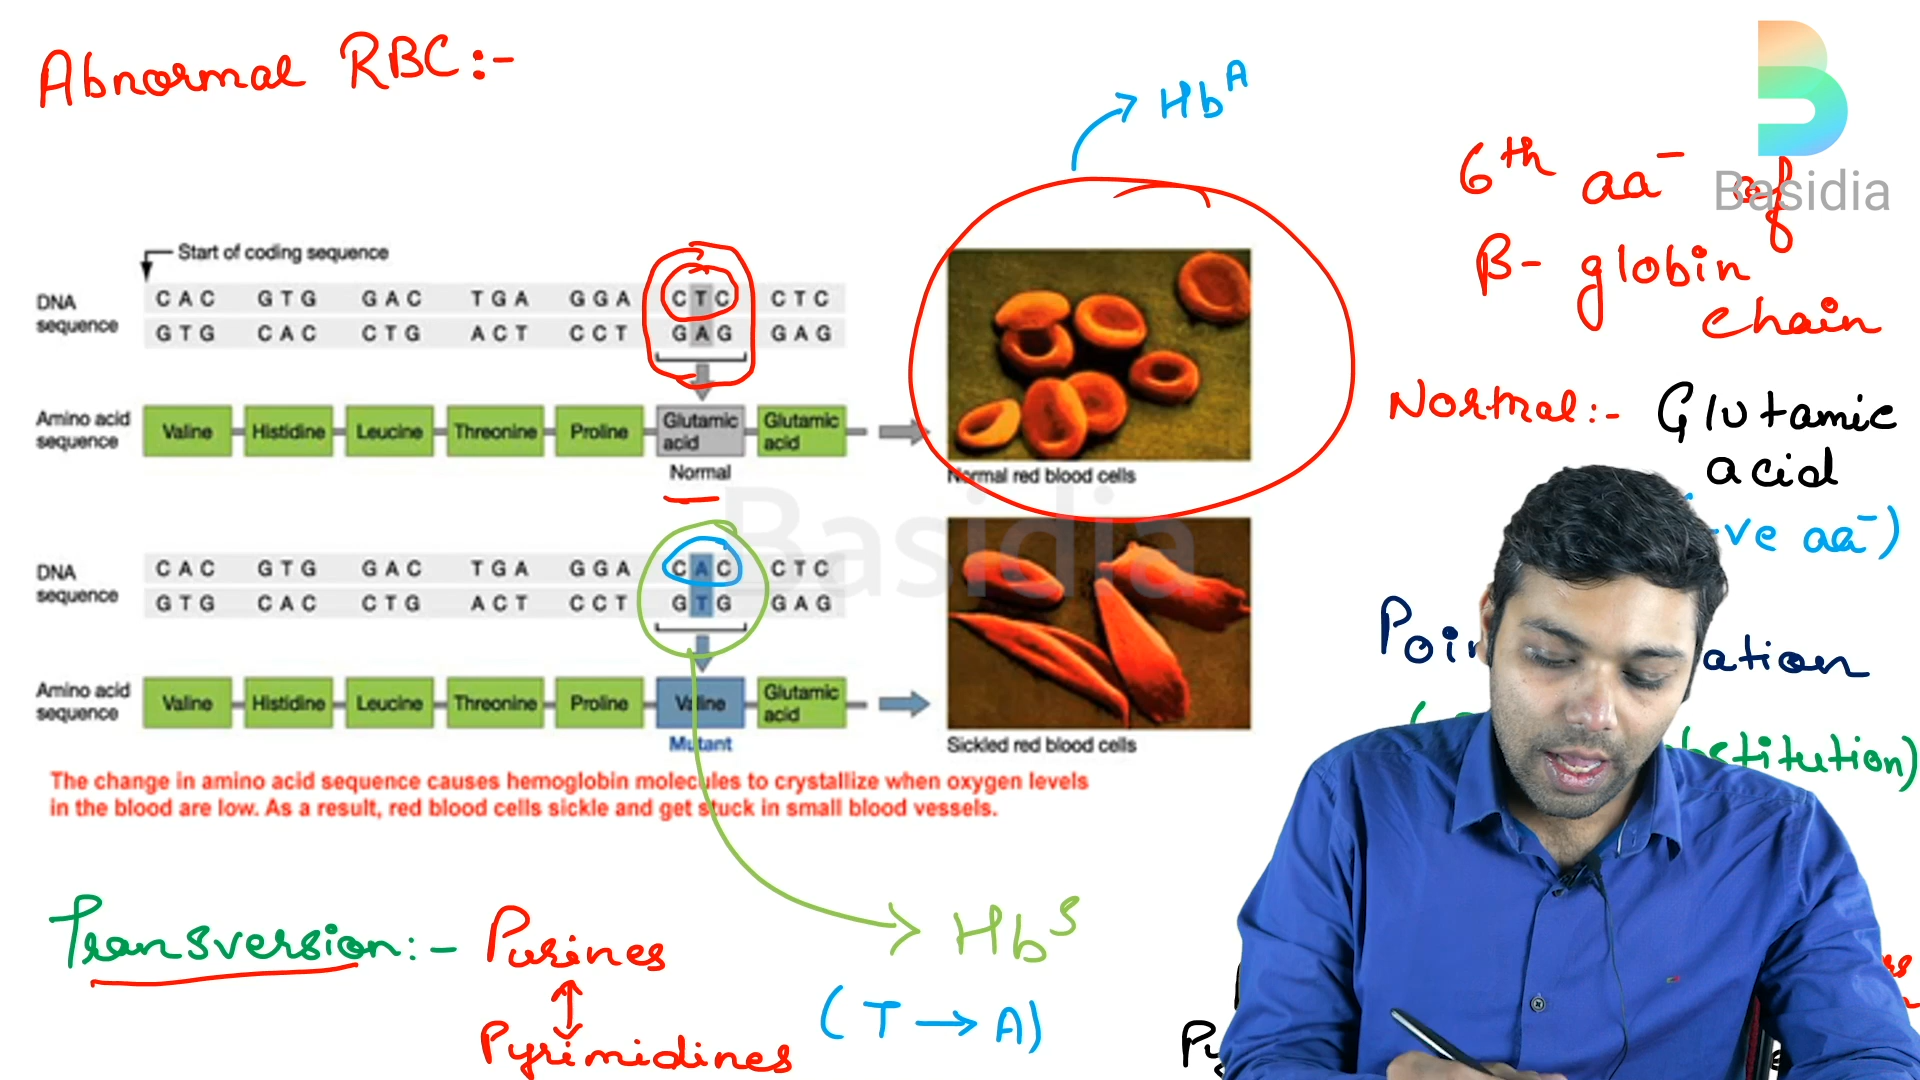 Abnormal RBC:-
HbA
Basidia
6th aa- of
β- globin
chain
Start of coding sequence
DNA
sequence
CAC GTG GAC TGA GGA CTC CTC
GTG CAC CTG ACT CCT GAG GAG
Amino acid
sequence
Valine Histidine Leucine Threonine Proline Glutamic acid Glutamic acid
Normal
Normal red blood cells
Normal:- Glutamic
acid
-ve aa-)
Basidia
DNA
sequence
CAC GTG GAC TGA GGA CAC CTC
GTG CAC CTG ACT CCT GTG GAG
Amino acid
sequence
Valine Histidine Leucine Threonine Proline Valine Glutamic acid
Mutant
Sickled red blood cells
The change in amino acid sequence causes hemoglobin molecules to crystallize when oxygen levels
in the blood are low. As a result, red blood cells sickle and get stuck in small blood vessels.
Transversion:- Purines
Pyrimidines
HbS
(T → A)